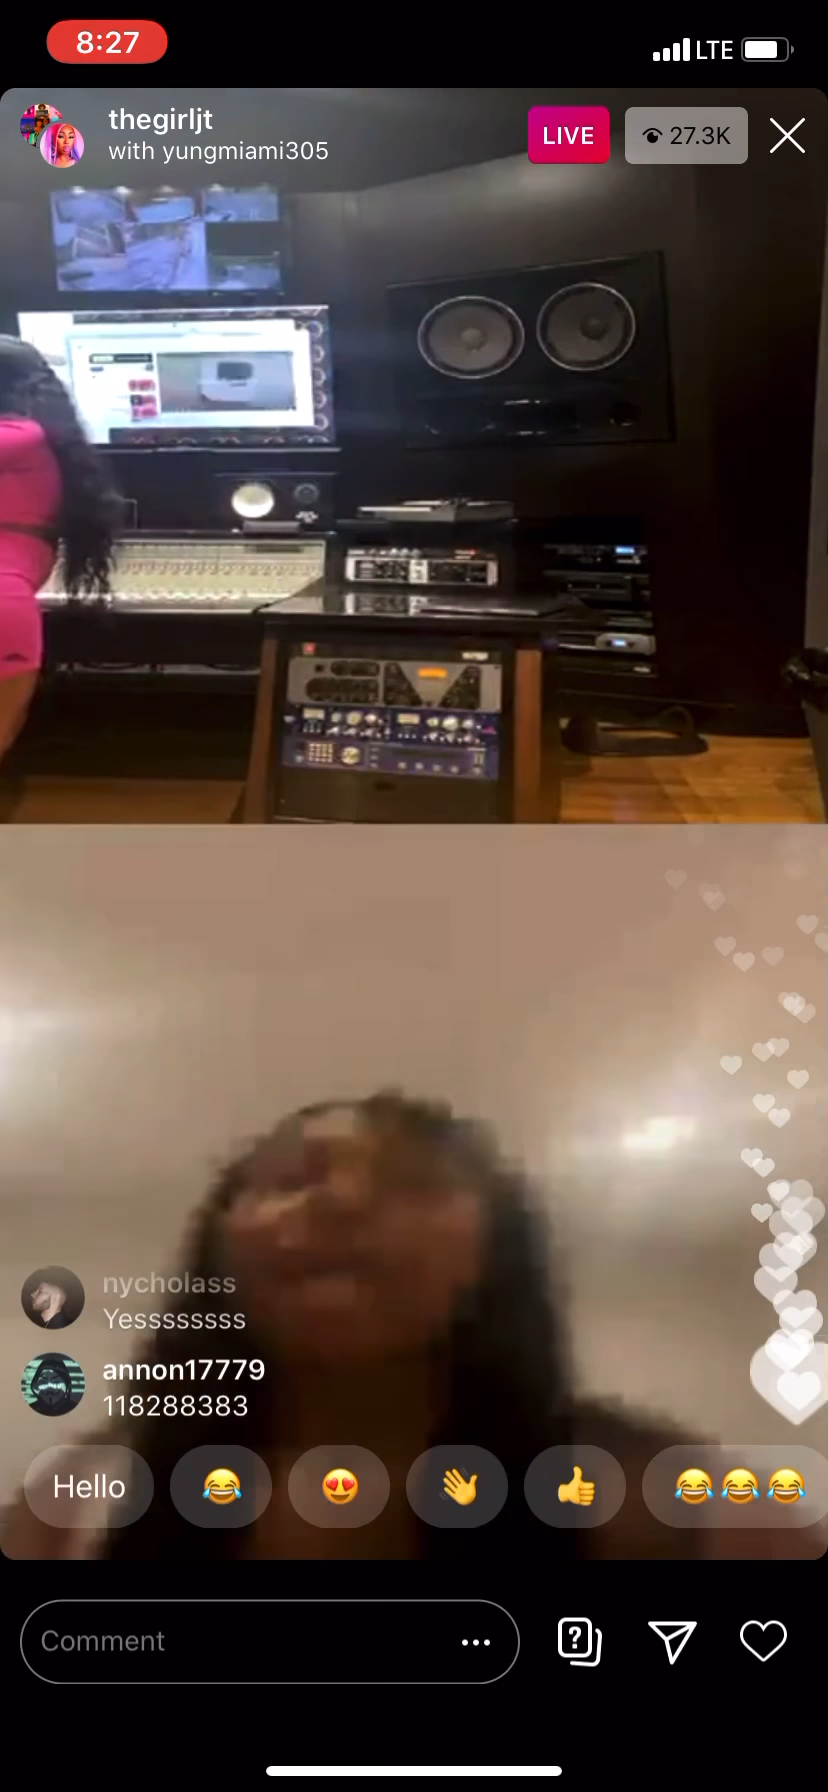 8:27
LTE
thegirljt
with yungmiami305
LIVE
27.3K
nycholass
Yessssssss
annon17779
118288383
Hello
Comment